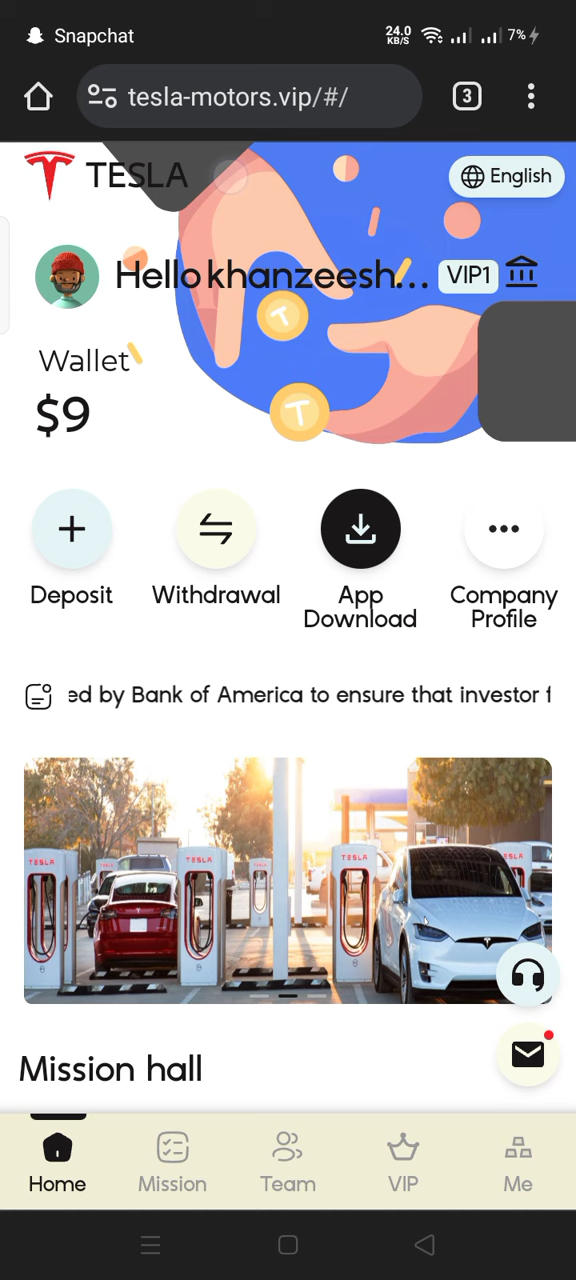 Snapchat
24.0
KB/S
7%
tesla-motors.vip/#/
3
TESLA
English
Hello khanzeesh...
VIP1
Wallet
$9
Deposit
Withdrawal
App
Download
Company
Profile
ed by Bank of America to ensure that investor f
TESLA
TESLA
TESLA
TESLA
Mission hall
Home
Mission
Team
VIP
Me